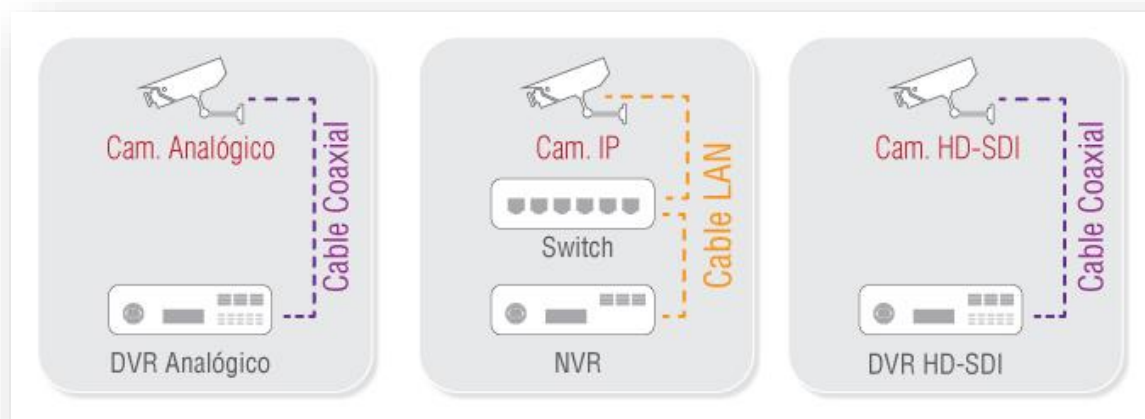 Cam. Analógico
Cable Coaxial
DVR Analógico
Cam. IP
Switch
Cable LAN
NVR
Cam. HD-SDI
Cable Coaxial
DVR HD-SDI